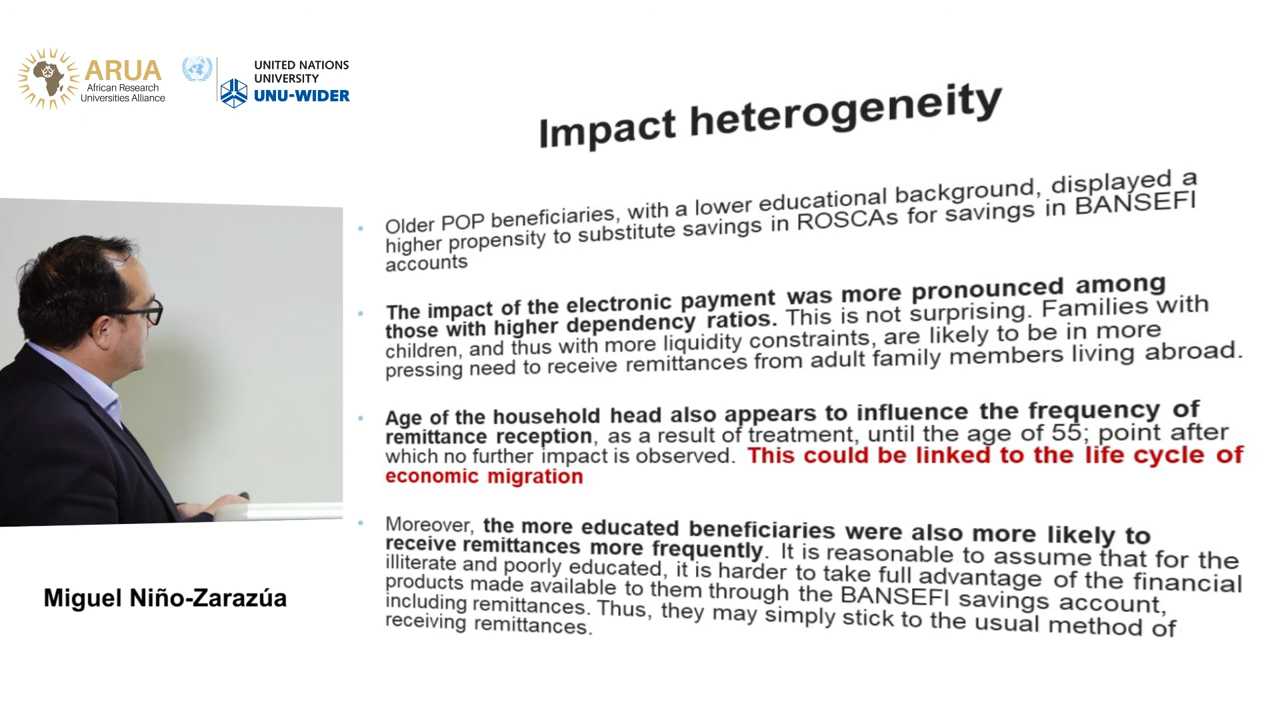 ARUA
African Research
Universities Alliance
UNITED NATIONS
UNIVERSITY
UNU-WIDER
Impact heterogeneity
Older POP beneficiaries, with a lower educational background, displayed a
higher propensity to substitute savings in ROSCAs for savings in BANSEFI
accounts
The impact of the electronic payment was more pronounced among
those with higher dependency ratios. This is not surprising. Families with
children, and thus with more liquidity constraints, are likely to be in more
pressing need to receive remittances from adult family members living abroad.
Age of the household head also appears to influence the frequency of
remittance reception, as a result of treatment, until the age of 55; point after
which no further impact is observed. This could be linked to the life cycle of
economic migration
Moreover, the more educated beneficiaries were also more likely to
receive remittances more frequently. It is reasonable to assume that for the
illiterate and poorly educated, it is harder to take full advantage of the financial
products made available to them through the BANSEFI savings account,
including remittances. Thus, they may simply stick to the usual method of
receiving remittances.
Miguel Niño-Zarazúa